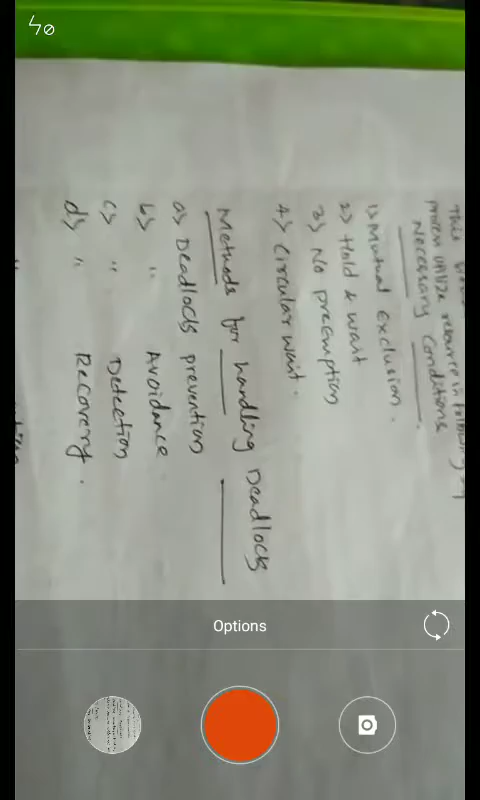 process utilize resource in following
Necessary Conditions
1) Mutual Exclusion.
2) Hold & wait
3) No preemption
4) Circular wait.
Methods for handling Deadlocks
a) Deadlocks prevention
b) " Avoidance
c) " Detection
d) " Recovery.
Options